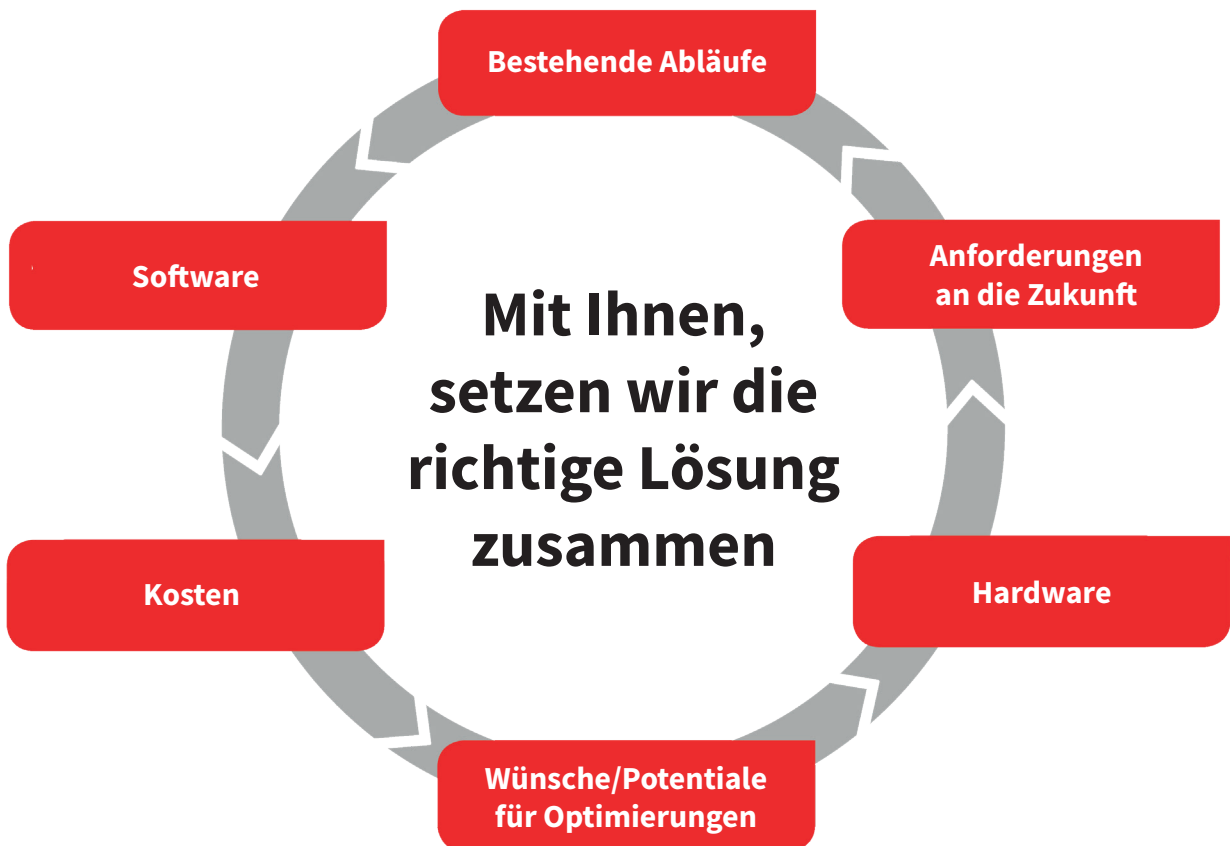 Bestehende Abläufe
Software
Anforderungen
an die Zukunft
Mit Ihnen,
setzen wir die
richtige Lösung
zusammen
Kosten
Hardware
Wünsche/Potentiale
für Optimierungen